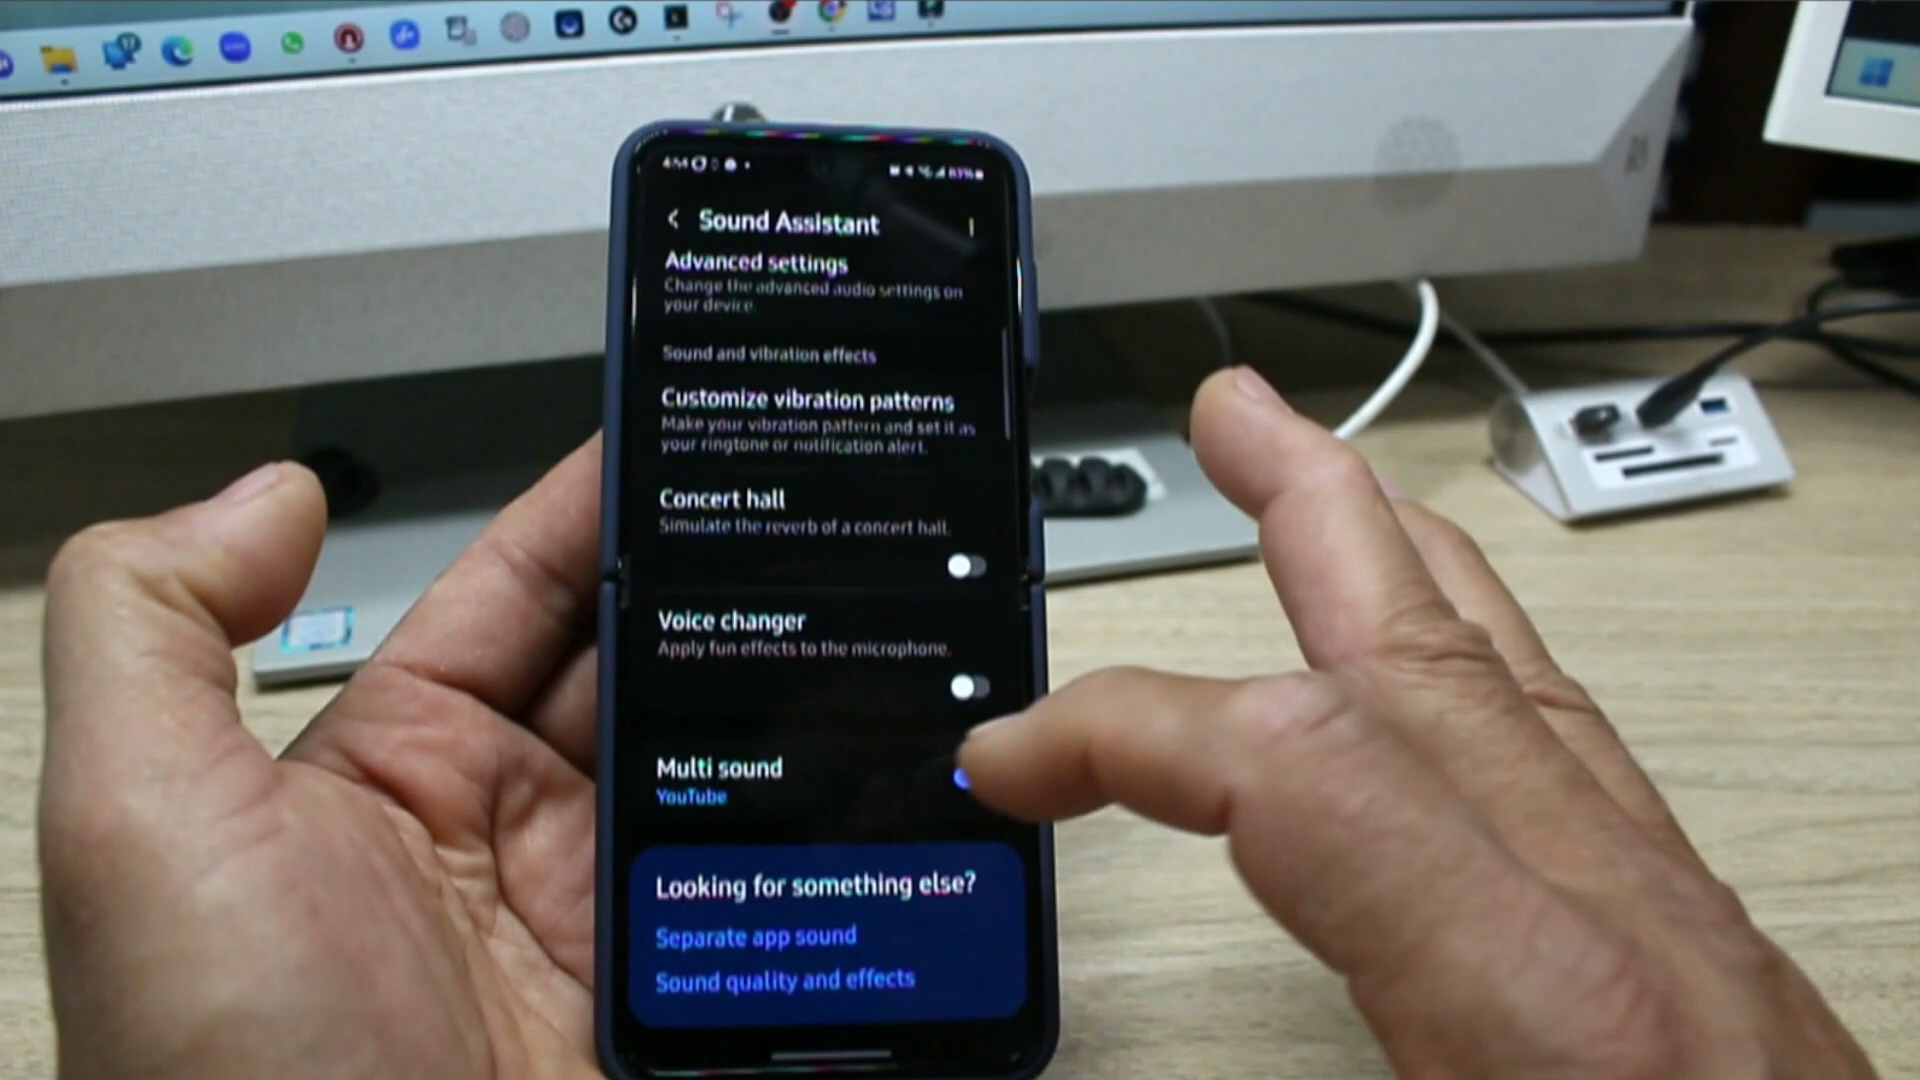 Sound Assistant
Advanced settings
Change the advanced audio settings on
your device.
Sound and vibration effects
Customize vibration patterns
Make your vibration pattern and set it as
your ringtone or notification alert.
Concert hall
Simulate the reverb of a concert hall.
Voice changer
Apply fun effects to the microphone.
Multi sound
YouTube
Looking for something else?
Separate app sound
Sound quality and effects